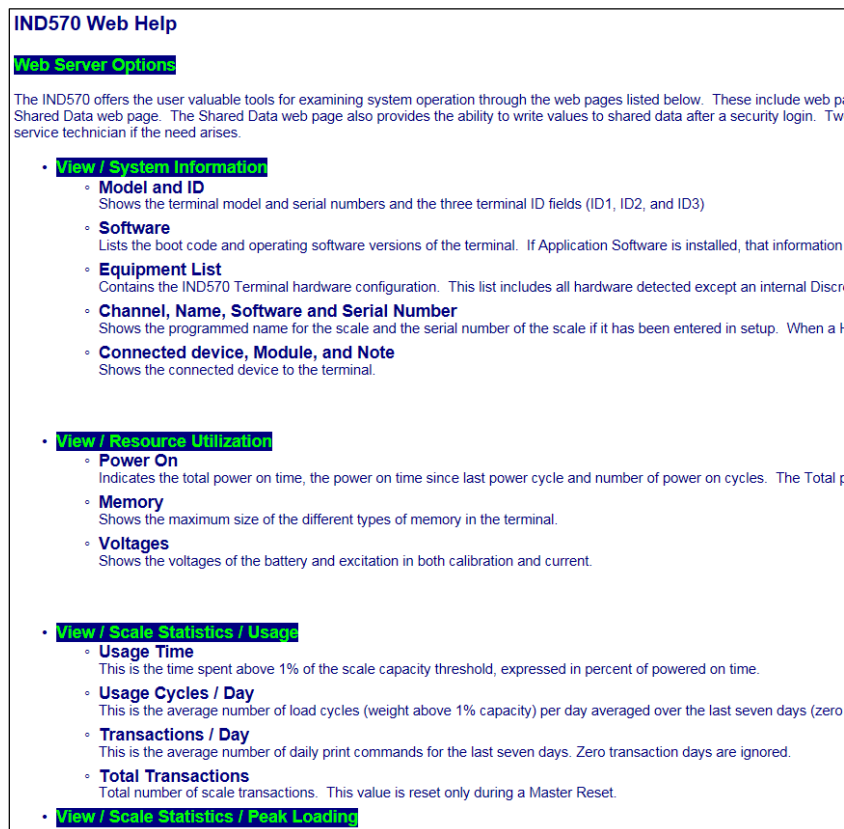 IND570 Web Help
Web Server Options
The IND570 offers the user valuable tools for examining system operation through the web pages listed below. These include web pa
Shared Data web page. The Shared Data web page also provides the ability to write values to shared data after a security login. Tw
service technician if the need arises.
• View / System Information
◦ Model and ID
Shows the terminal model and serial numbers and the three terminal ID fields (ID1, ID2, and ID3)
◦ Software
Lists the boot code and operating software versions of the terminal. If Application Software is installed, that information
◦ Equipment List
Contains the IND570 Terminal hardware configuration. This list includes all hardware detected except an internal Discre
◦ Channel, Name, Software and Serial Number
Shows the programmed name for the scale and the serial number of the scale if it has been entered in setup. When a H
◦ Connected device, Module, and Note
Shows the connected device to the terminal.
• View / Resource Utilization
◦ Power On
Indicates the total power on time, the power on time since last power cycle and number of power on cycles. The Total p
◦ Memory
Shows the maximum size of the different types of memory in the terminal.
◦ Voltages
Shows the voltages of the battery and excitation in both calibration and current.
• View / Scale Statistics / Usage
◦ Usage Time
This is the time spent above 1% of the scale capacity threshold, expressed in percent of powered on time.
◦ Usage Cycles / Day
This is the average number of load cycles (weight above 1% capacity) per day averaged over the last seven days (zero
◦ Transactions / Day
This is the average number of daily print commands for the last seven days. Zero transaction days are ignored.
◦ Total Transactions
Total number of scale transactions. This value is reset only during a Master Reset.
• View / Scale Statistics / Peak Loading